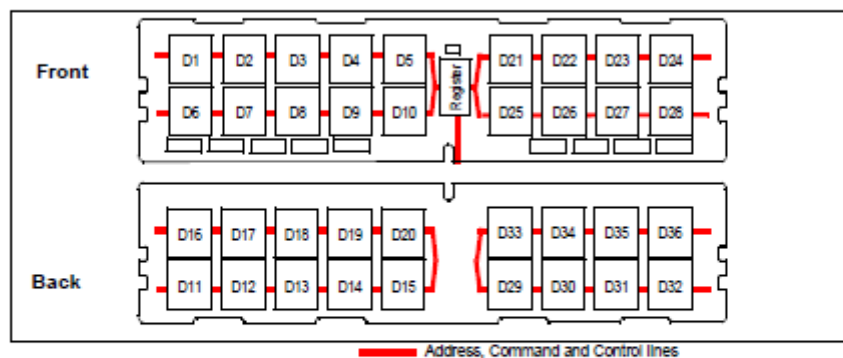 Front
D1 D2 D3 D4 D5 D21 D22 D23 D24
Register
D6 D7 D8 D9 D10 D25 D26 D27 D28
D16 D17 D18 D19 D20 D33 D34 D35 D36
Back
D11 D12 D13 D14 D15 D29 D30 D31 D32
Address, Command and Control lines